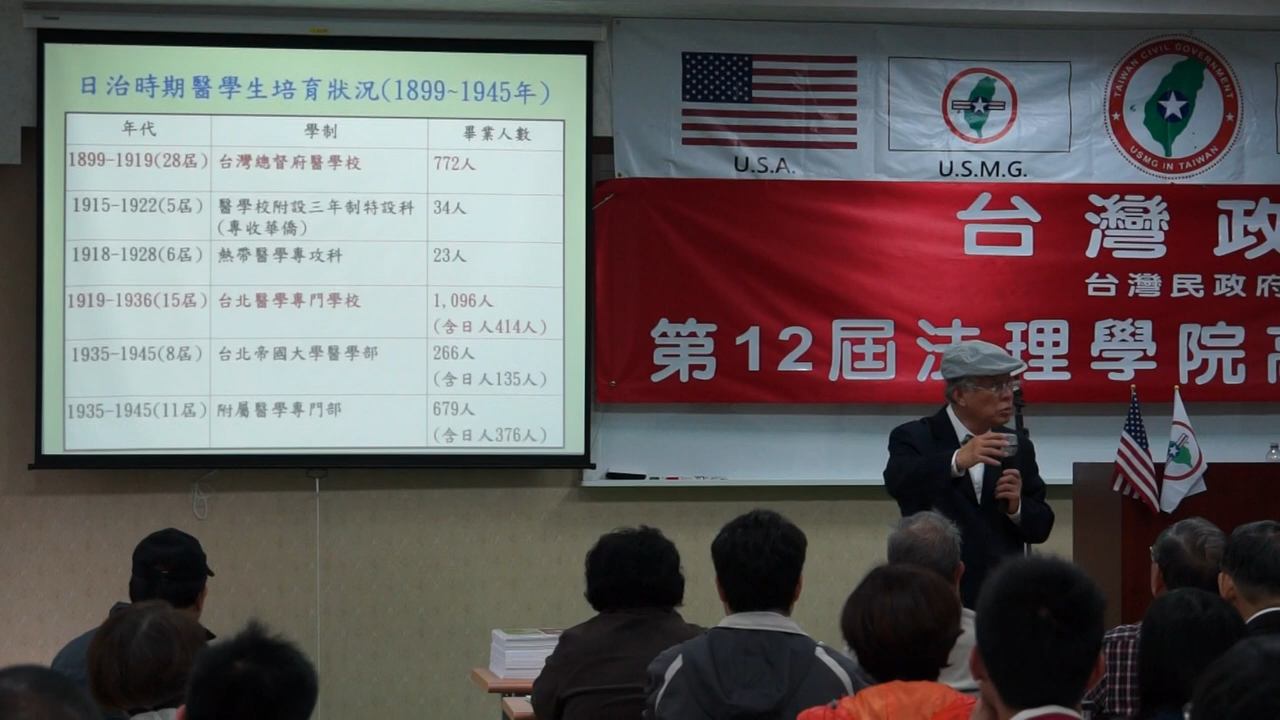 日治時期醫學生培育狀況(1899~1945年)
年代 學制 畢業人數
1899-1919(28屆) 台灣總督府醫學校 772人
1915-1922(5屆) 醫學校附設三年制特設科 34人
(專收華僑)
1918-1928(6屆) 熱帶醫學專攻科 23人
1919-1936(15屆) 台北醫學專門學校 1,096人
(含日人414人)
1935-1945(8屆) 台北帝國大學醫學部 266人
(含日人135人)
1935-1945(11屆) 附屬醫學專門部 679人
(含日人376人)
U.S.A.
U.S.M.G.
TAIWAN CIVIL GOVERNMENT
USMG IN TAIWAN
台灣政
台灣民政府
第12屆法理學院高